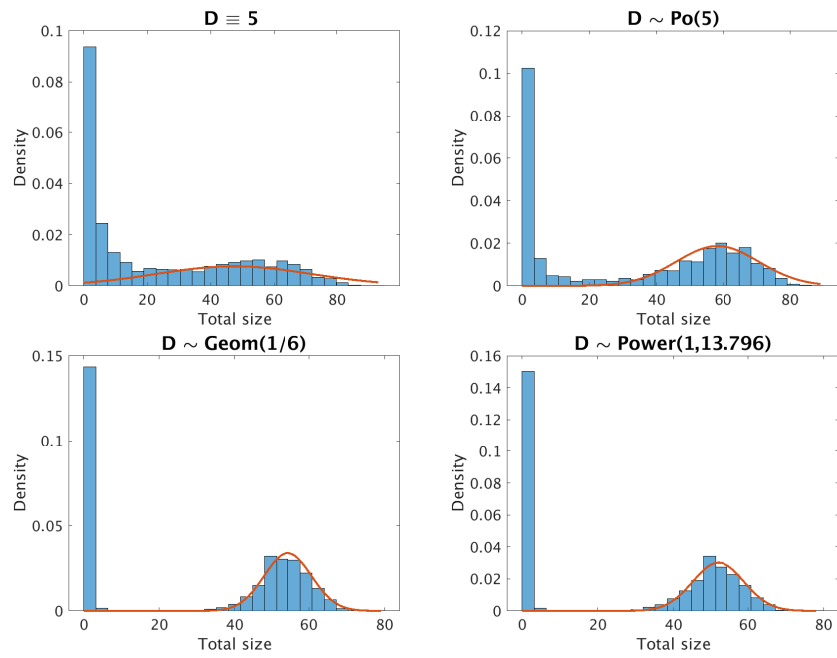 D ≡ 5
0.1
0.08
0.06
0.04
0.02
0
Density
0 20 40 60 80
Total size
D ∼ Po(5)
0.12
0.1
0.08
0.06
0.04
0.02
0
Density
0 20 40 60 80
Total size
D ∼ Geom(1/6)
0.15
0.1
0.05
0
Density
0 20 40 60 80
Total size
D ∼ Power(1,13.796)
0.16
0.14
0.12
0.1
0.08
0.06
0.04
0.02
0
Density
0 20 40 60 80
Total size